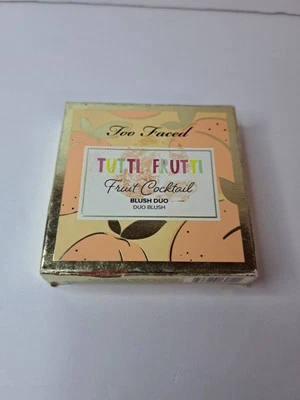 Too Faced
TUTTI FRUTTI
Fruit Cocktail
BLUSH DUO
DUO BLUSH